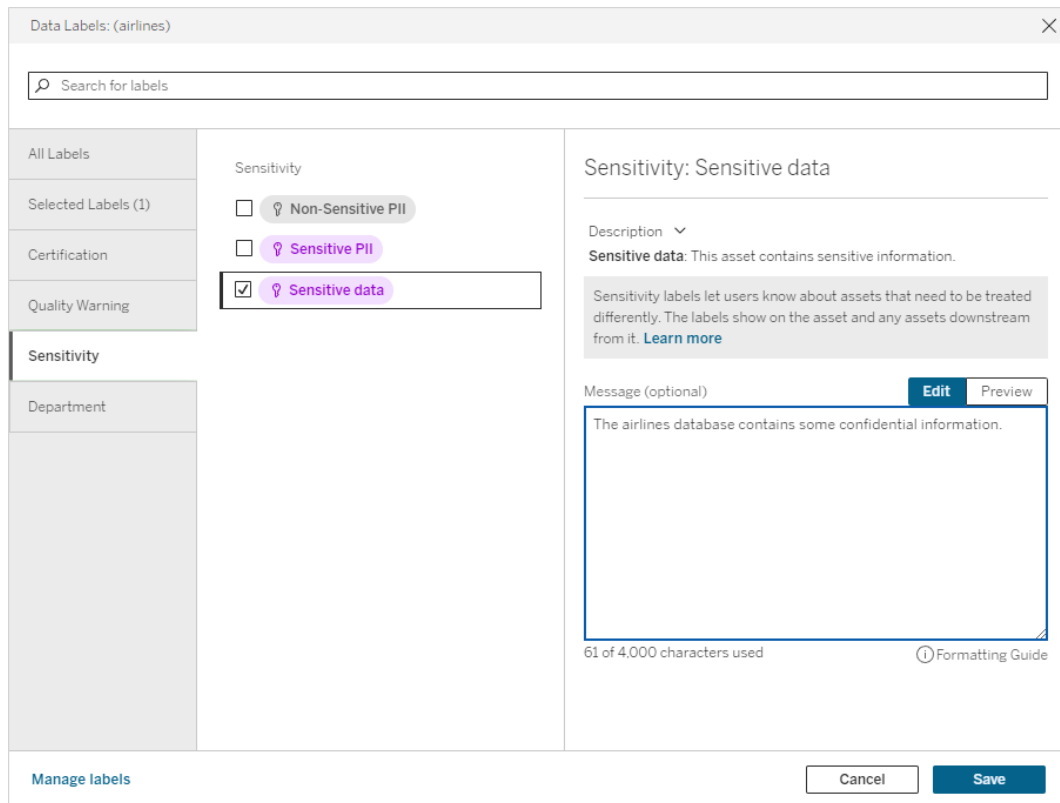 Data Labels: (airlines)
Search for labels
All Labels
Selected Labels (1)
Certification
Quality Warning
Sensitivity
Department
Sensitivity
Non-Sensitive PII
Sensitive PII
Sensitive data
Sensitivity: Sensitive data
Description
Sensitive data: This asset contains sensitive information.
Sensitivity labels let users know about assets that need to be treated
differently. The labels show on the asset and any assets downstream
from it. Learn more
Message (optional)
Edit
Preview
The airlines database contains some confidential information.
61 of 4,000 characters used
Formatting Guide
Manage labels
Cancel
Save